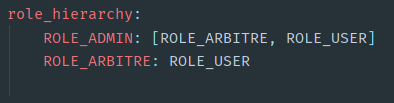 role_hierarchy:
    ROLE_ADMIN: [ROLE_ARBITRE, ROLE_USER]
    ROLE_ARBITRE: ROLE_USER